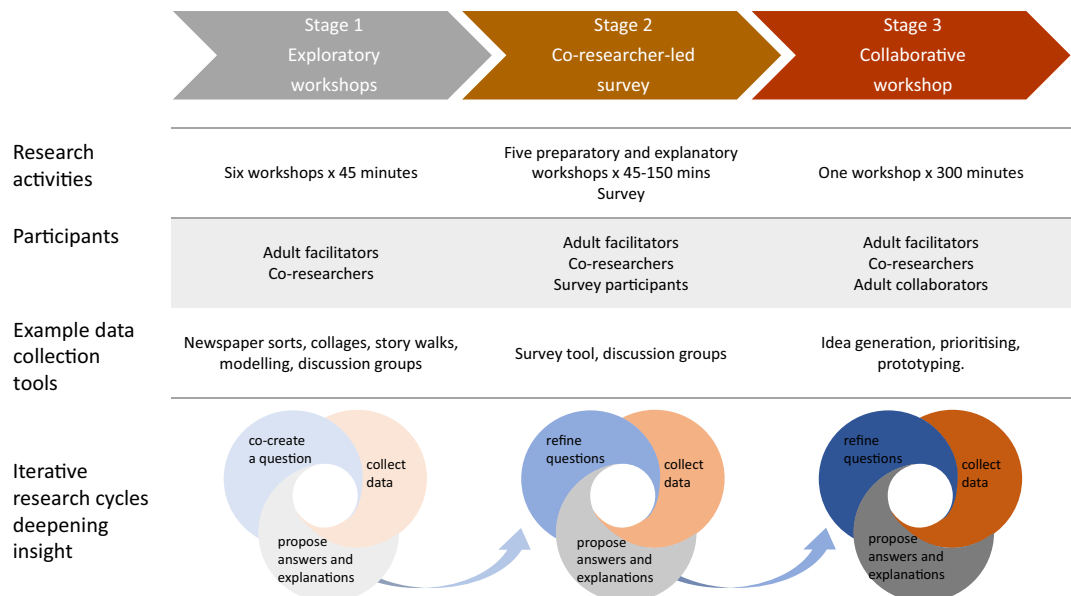 Stage 1
Exploratory
workshops
Stage 2
Co-researcher-led
survey
Stage 3
Collaborative
workshop
Research
activities
Six workshops x 45 minutes
Five preparatory and explanatory
workshops x 45-150 mins
Survey
One workshop x 300 minutes
Participants
Adult facilitators
Co-researchers
Adult facilitators
Co-researchers
Survey participants
Adult facilitators
Co-researchers
Adult collaborators
Example data
collection
tools
Newspaper sorts, collages, story walks,
modelling, discussion groups
Survey tool, discussion groups
Idea generation, prioritising,
prototyping.
Iterative
research cycles
deepening
insight
co-create
a question
collect
data
propose
answers and
explanations
refine
questions
collect
data
propose
answers and
explanations
refine
questions
collect
data
propose
answers and
explanations